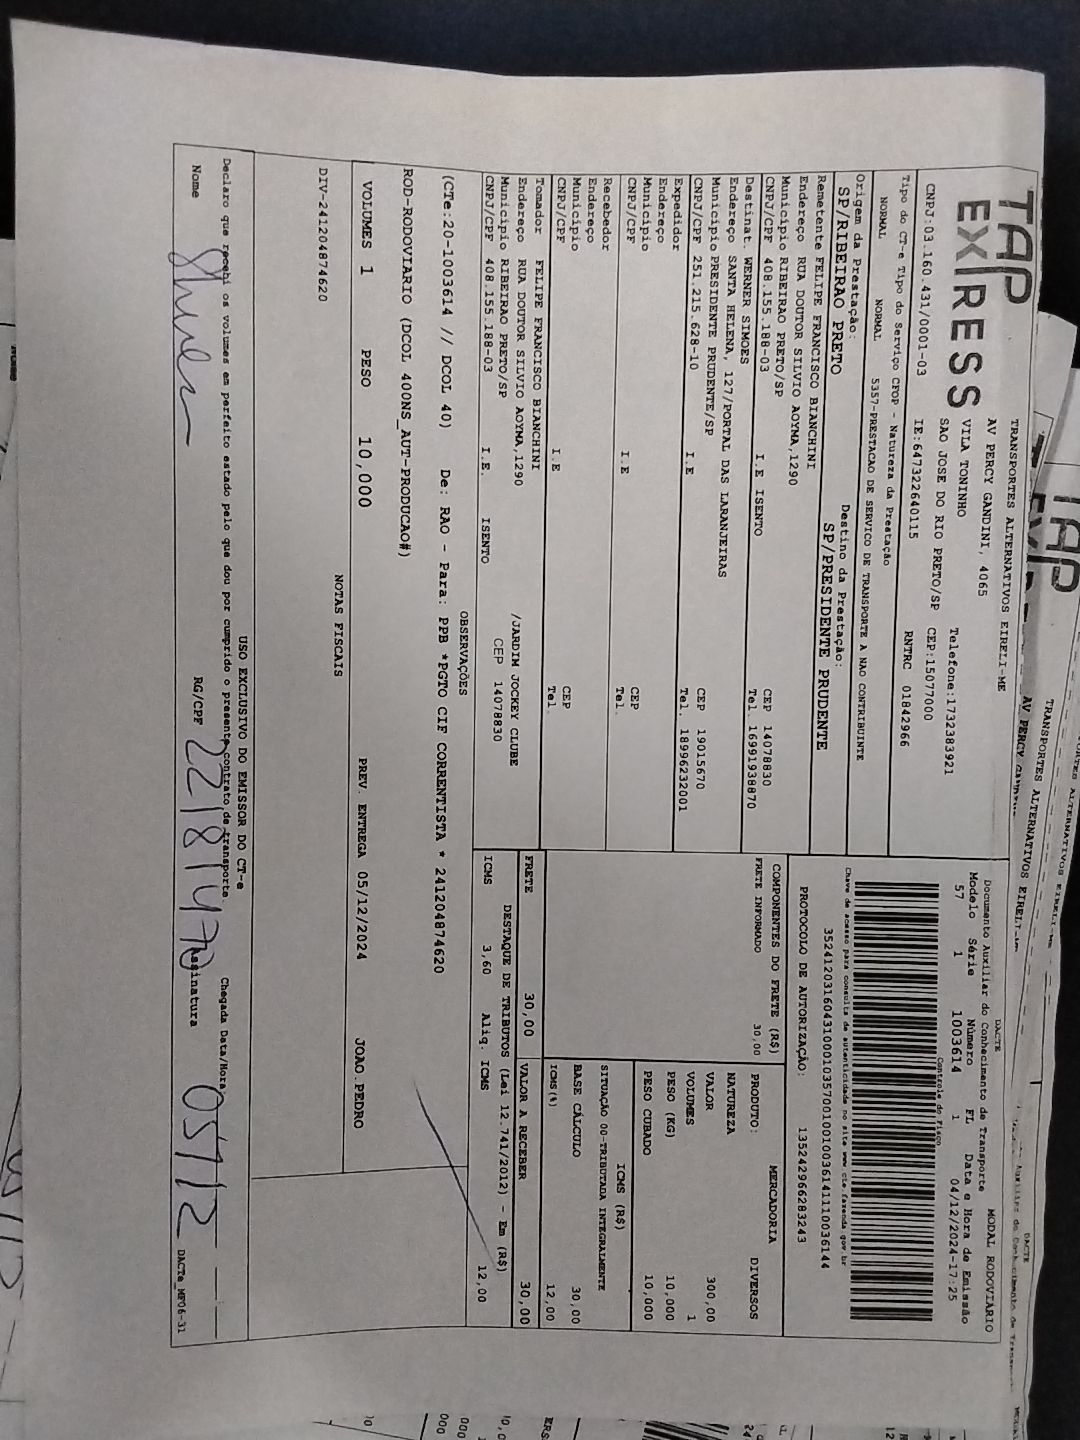 TAP
EXPRESS
TRANSPORTES ALTERNATIVOS EIRELI-ME
AV PERCY GANDINI, 4065
VILA TONINHO
SAO JOSE DO RIO PRETO/SP
Telefone:1732383921
CEP:15077000
CNPJ:03.160.431/0001-03
IE:647322640115
RNTRC 01842966
Tipo do CT-e Tipo do Serviço CFOP - Natureza da Prestação
NORMAL NORMAL 5357-PRESTACAO DE SERVICO DE TRANSPORTE A NAO CONTRIBUINTE
Origem da Prestação: Destino da Prestação:
SP/RIBEIRAO PRETO SP/PRESIDENTE PRUDENTE
Remetente FELIPE FRANCISCO BIANCHINI
Endereço RUA DOUTOR SILVIO AOYMA,1290
Município RIBEIRAO PRETO/SP CEP 14078830
CNPJ/CPF 408.155.188-03 I.E ISENTO Tel. 16991938870
Destinat. WERNER SIMOES
Endereço SANTA HELENA, 127/PORTAL DAS LARANJEIRAS
Município PRESIDENTE PRUDENTE/SP CEP 19015670
CNPJ/CPF 251.215.628-10 I.E Tel. 18996232001
Expedidor
Endereço
Município CEP
CNPJ/CPF I.E Tel.
Recebedor
Endereço
Município CEP
CNPJ/CPF I.E Tel.
Tomador FELIPE FRANCISCO BIANCHINI
Endereço RUA DOUTOR SILVIO AOYMA,1290 /JARDIM JOCKEY CLUBE
Município RIBEIRAO PRETO/SP CEP 14078830
CNPJ/CPF 408.155.188-03 I.E. ISENTO
DACTE
Documento Auxiliar do Conhecimento de Transporte MODAL RODOVIÁRIO
Modelo Série Número FL Data e Hora de Emissão
57 1 1003614 1 04/12/2024-17:25
Controle do Fisco
Chave de acesso para consulta de autenticidade no site www.cte.fazenda.gov.br
35241203160431000103570010010036141110036144
PROTOCOLO DE AUTORIZAÇÃO: 135242966283243
COMPONENTES DO FRETE (R$)
FRETE INFORMADO 30,00
MERCADORIA
PRODUTO: DIVERSOS
NATUREZA
VALOR 300,00
VOLUMES 1
PESO (KG) 10,000
PESO CUBADO 10,000
ICMS (R$)
SITUAÇÃO 00-TRIBUTADA INTEGRALMENTE
BASE CÁLCULO 30,00
ICMS(%) 12,00
FRETE 30,00 VALOR A RECEBER 30,00
DESTAQUE DE TRIBUTOS (Lei 12.741/2012) - Em (R$)
ICMS 3,60 Aliq. ICMS 12,00
OBSERVAÇÕES
(CTe:20-1003614 // DCOL 40) De: RAO - Para: PPB *PGTO CIF CORRENTISTA * 241204874620
ROD-RODOVIARIO (DCOL 400NS_AUT-PRODUCAO#)
VOLUMES 1 PESO 10,000 PREV. ENTREGA 05/12/2024 JOAO PEDRO
NOTAS FISCAIS
DIV-241204874620
USO EXCLUSIVO DO EMISSOR DO CT-e
Declaro que recebi os volumes em perfeito estado pelo que dou por cumprido o presente contrato de transporte
Chegada Data/Hora 05/12
Nome RG/CPF Assinatura
DACTe_MF06-31